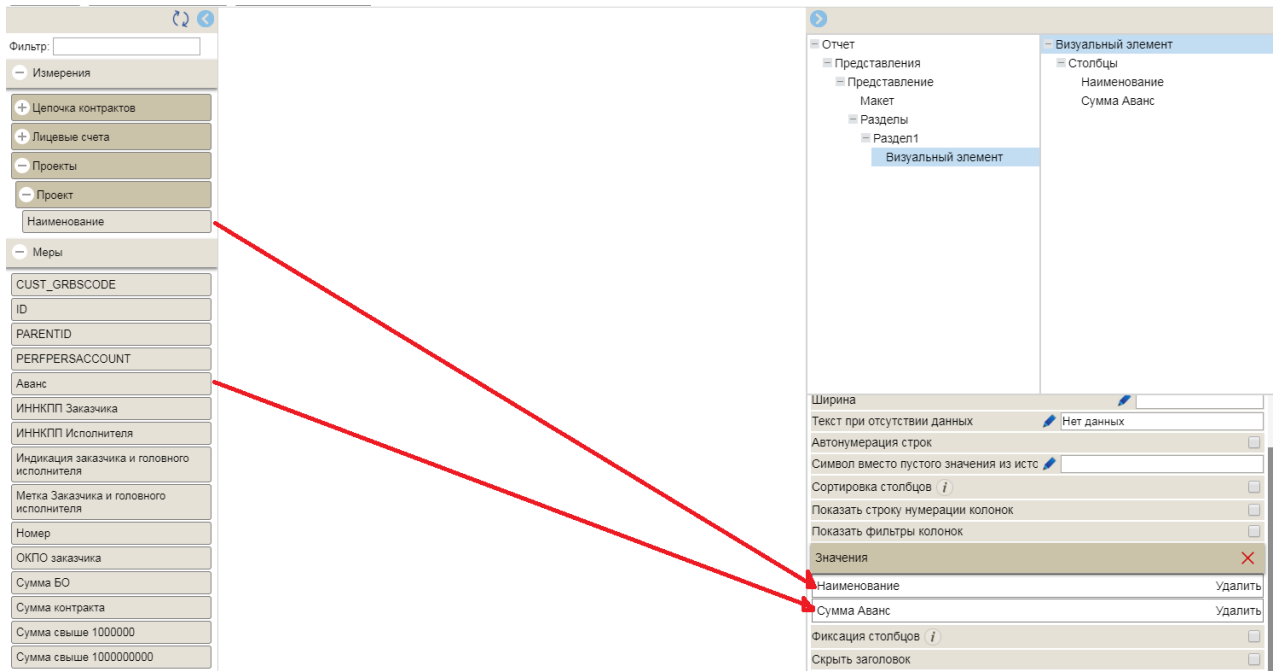 Фильтр:
Измерения
Цепочка контрактов
Лицевые счета
Проекты
Проект
Наименование
Меры
CUST_GRBSCODE
ID
PARENTID
PERFPERSACCOUNT
Аванс
ИННКПП Заказчика
ИННКПП Исполнителя
Индикация заказчика и головного
исполнителя
Метка Заказчика и головного
исполнителя
Номер
ОКПО заказчика
Сумма БО
Сумма контракта
Сумма свыше 1000000
Сумма свыше 1000000000
Отчет
Представления
Представление
Макет
Разделы
Раздел1
Визуальный элемент
Визуальный элемент
Столбцы
Наименование
Сумма Аванс
Ширина
Текст при отсутствии данных Нет данных
Автонумерация строк
Символ вместо пустого значения из исто
Сортировка столбцов i
Показать строку нумерации колонок
Показать фильтры колонок
Значения
Наименование Удалить
Сумма Аванс Удалить
Фиксация столбцов i
Скрыть заголовок